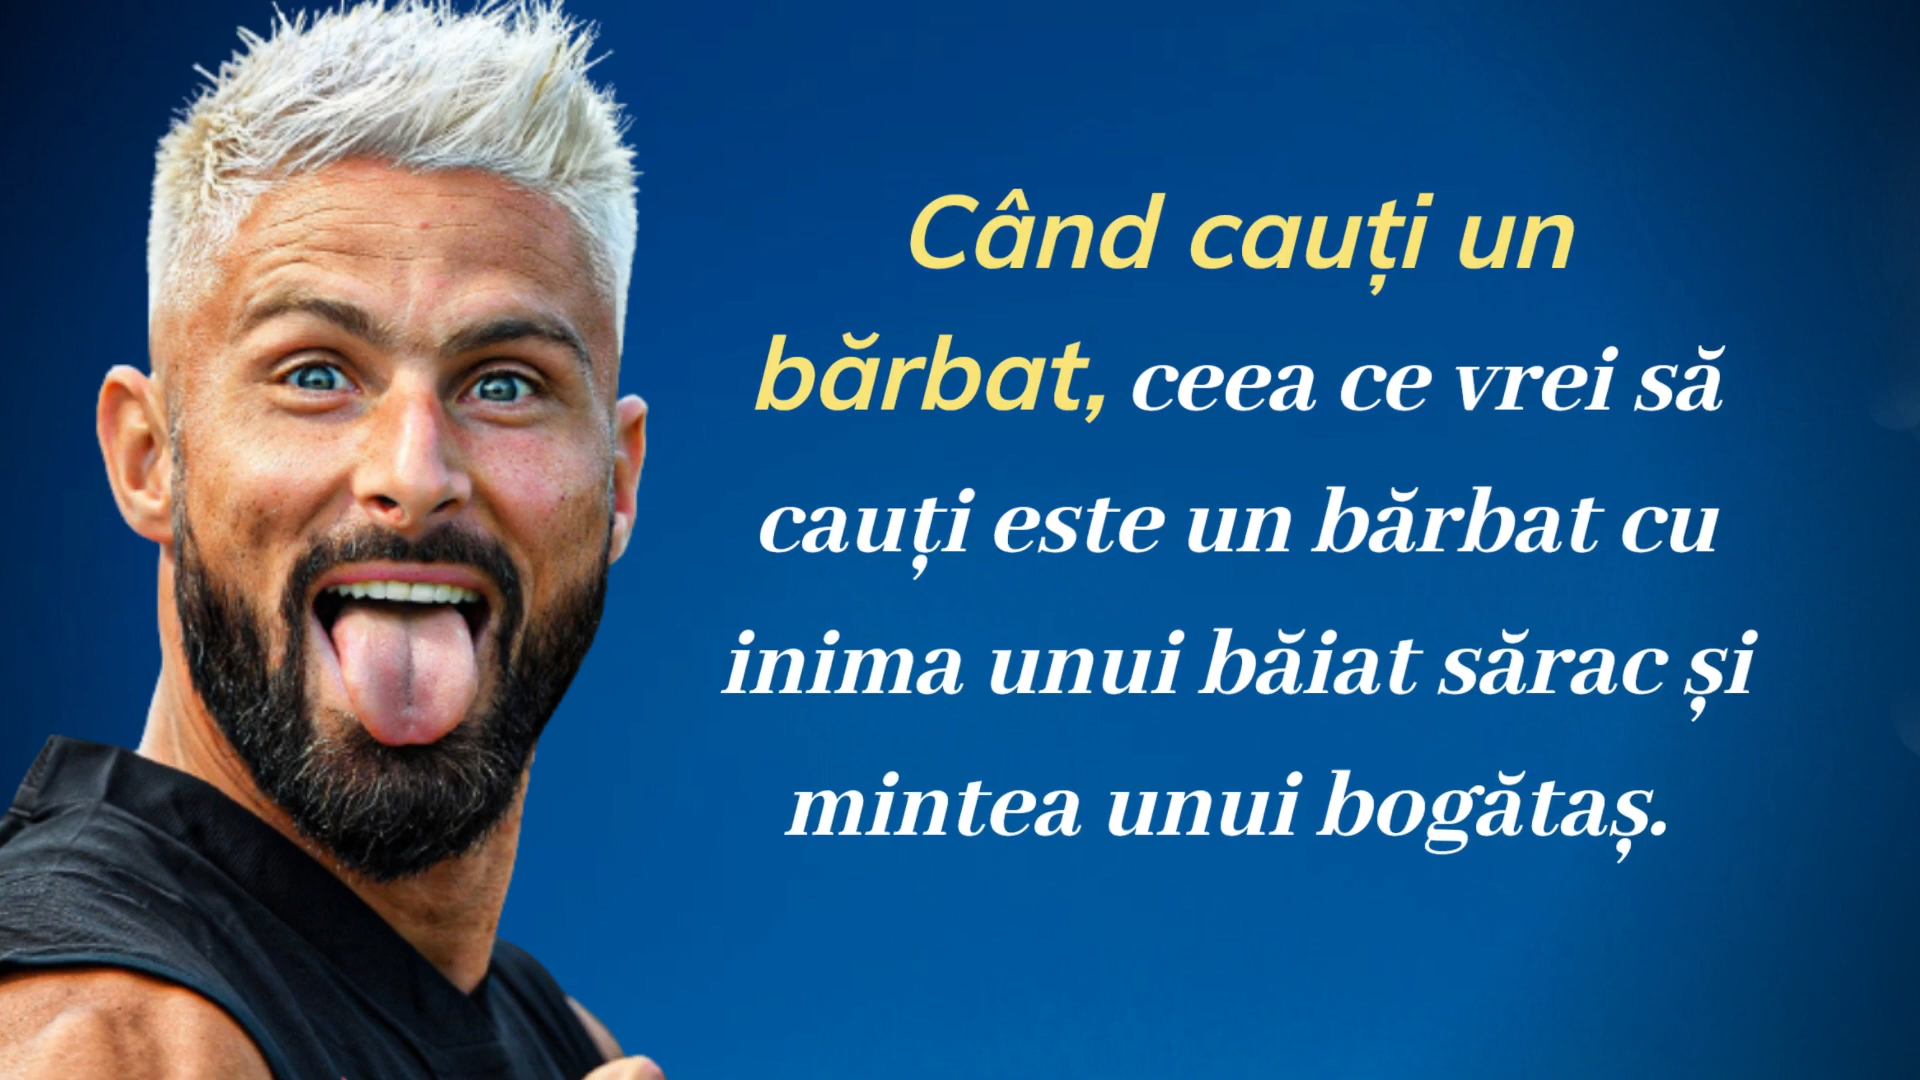 Când cauți un
bărbat, ceea ce vrei să
cauți este un bărbat cu
inima unui băiat sărac și
mintea unui bogătaș.